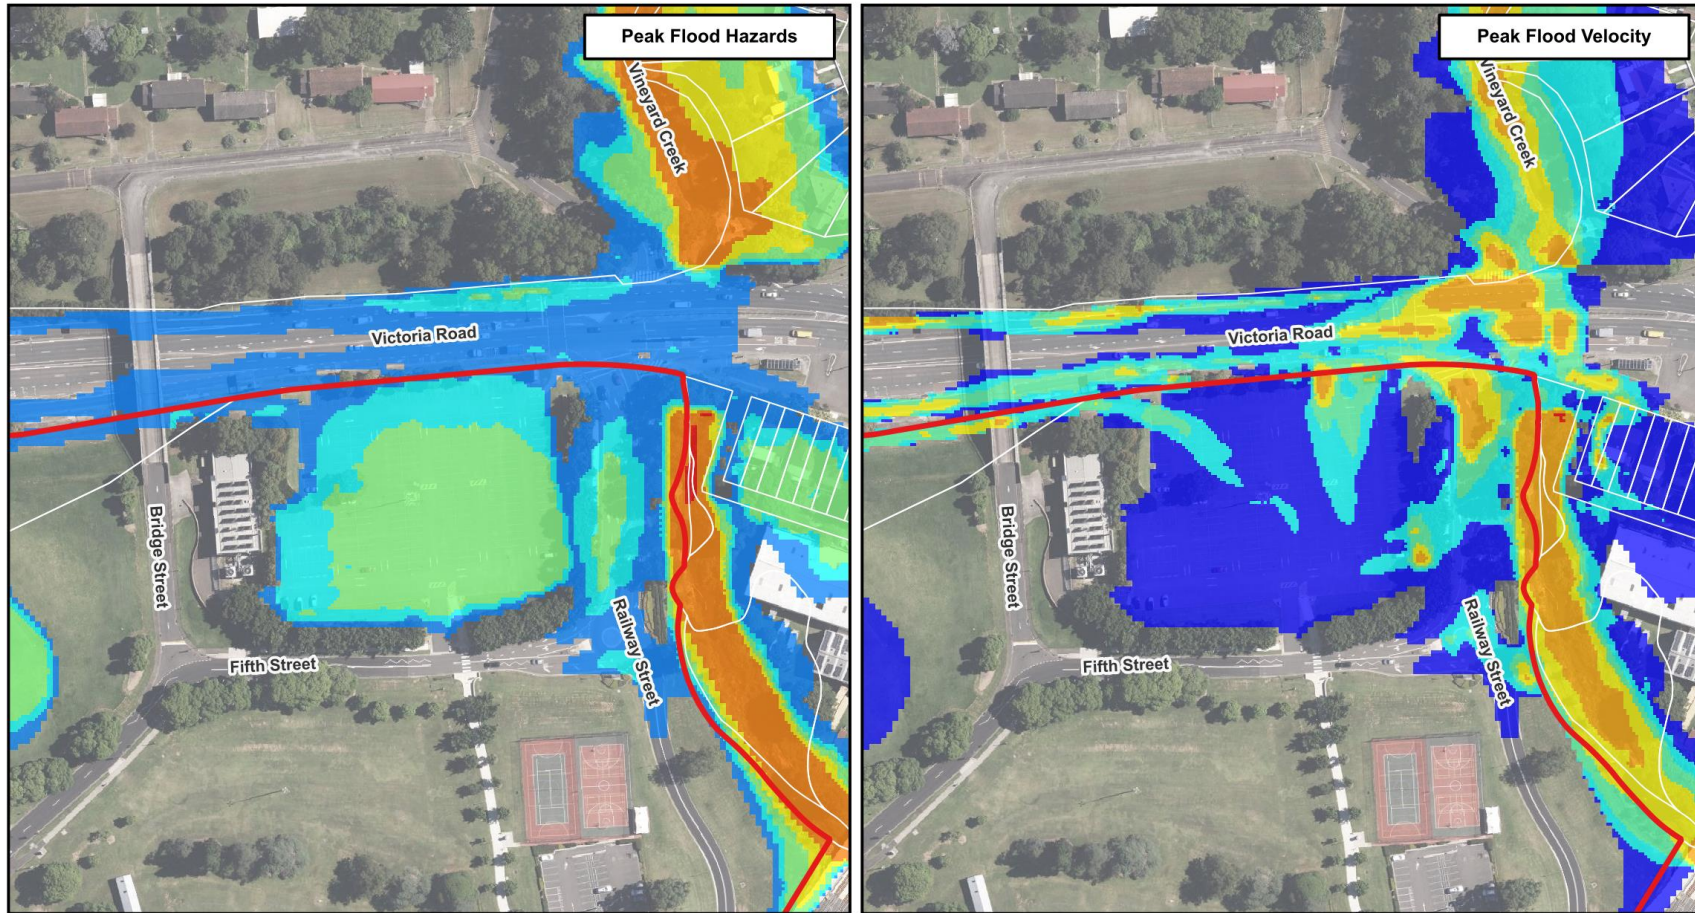 Peak Flood Hazards
Vineyard Creek
Victoria Road
Bridge Street
Railway Street
Fifth Street
Peak Flood Velocity
Vineyard Creek
Victoria Road
Bridge Street
Railway Street
Fifth Street